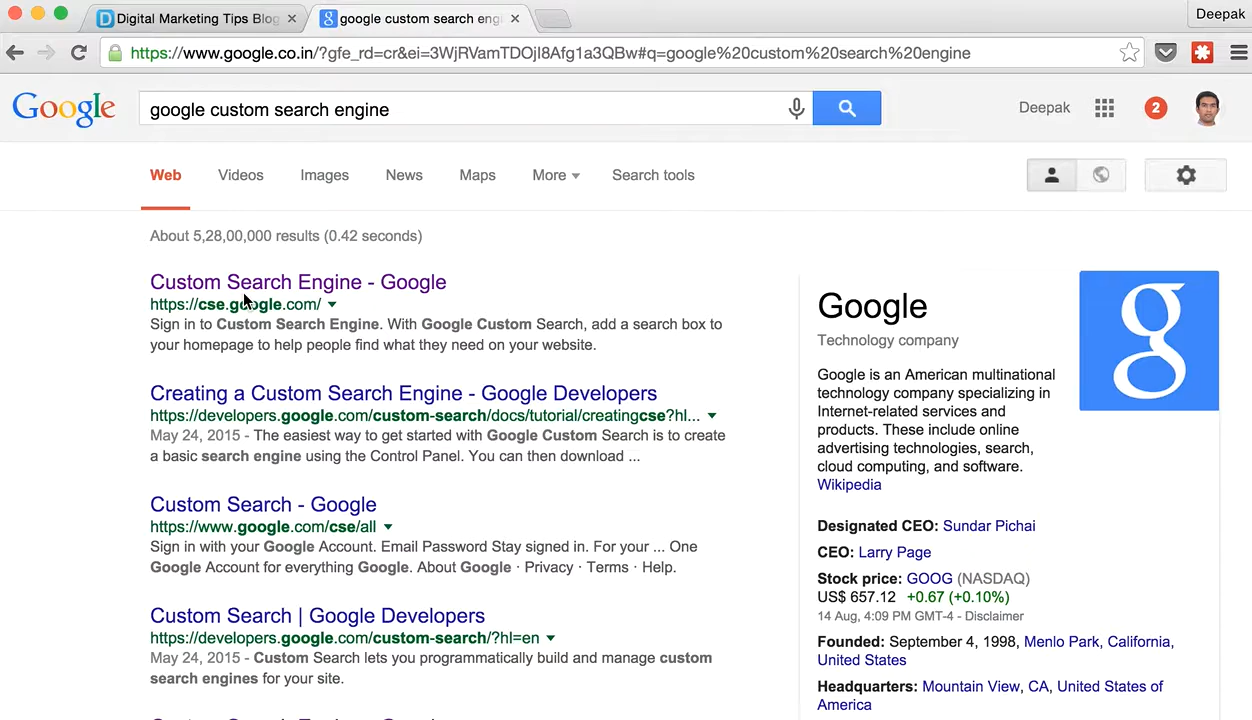 Digital Marketing Tips Blog
google custom search engi
Deepak
https://www.google.co.in/?gfe_rd=cr&ei=3WjRVamTDOjI8Afg1a3QBw#q=google%20custom%20search%20engine
Google
google custom search engine
Deepak
2
Web
Videos
Images
News
Maps
More
Search tools
About 5,28,00,000 results (0.42 seconds)
Custom Search Engine - Google
https://cse.google.com/
Sign in to Custom Search Engine. With Google Custom Search, add a search box to
your homepage to help people find what they need on your website.
Creating a Custom Search Engine - Google Developers
https://developers.google.com/custom-search/docs/tutorial/creatingcse?hl...
May 24, 2015 - The easiest way to get started with Google Custom Search is to create
a basic search engine using the Control Panel. You can then download ...
Custom Search - Google
https://www.google.com/cse/all
Sign in with your Google Account. Email Password Stay signed in. For your ... One
Google Account for everything Google. About Google · Privacy · Terms · Help.
Custom Search | Google Developers
https://developers.google.com/custom-search/?hl=en
May 24, 2015 - Custom Search lets you programmatically build and manage custom
search engines for your site.
Google
Technology company
Google is an American multinational
technology company specializing in
Internet-related services and
products. These include online
advertising technologies, search,
cloud computing, and software.
Wikipedia
Designated CEO: Sundar Pichai
CEO: Larry Page
Stock price: GOOG (NASDAQ)
US$ 657.12 +0.67 (+0.10%)
14 Aug, 4:09 PM GMT-4 - Disclaimer
Founded: September 4, 1998, Menlo Park, California,
United States
Headquarters: Mountain View, CA, United States of
America